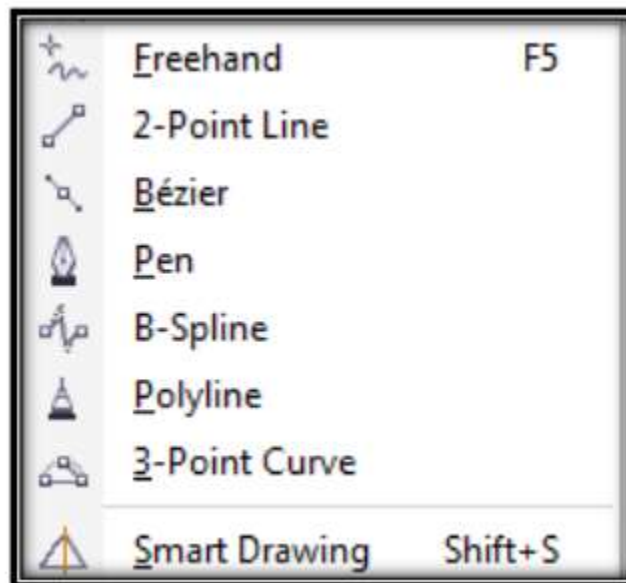 Freehand F5
2-Point Line
Bézier
Pen
B-Spline
Polyline
3-Point Curve
Smart Drawing Shift+S